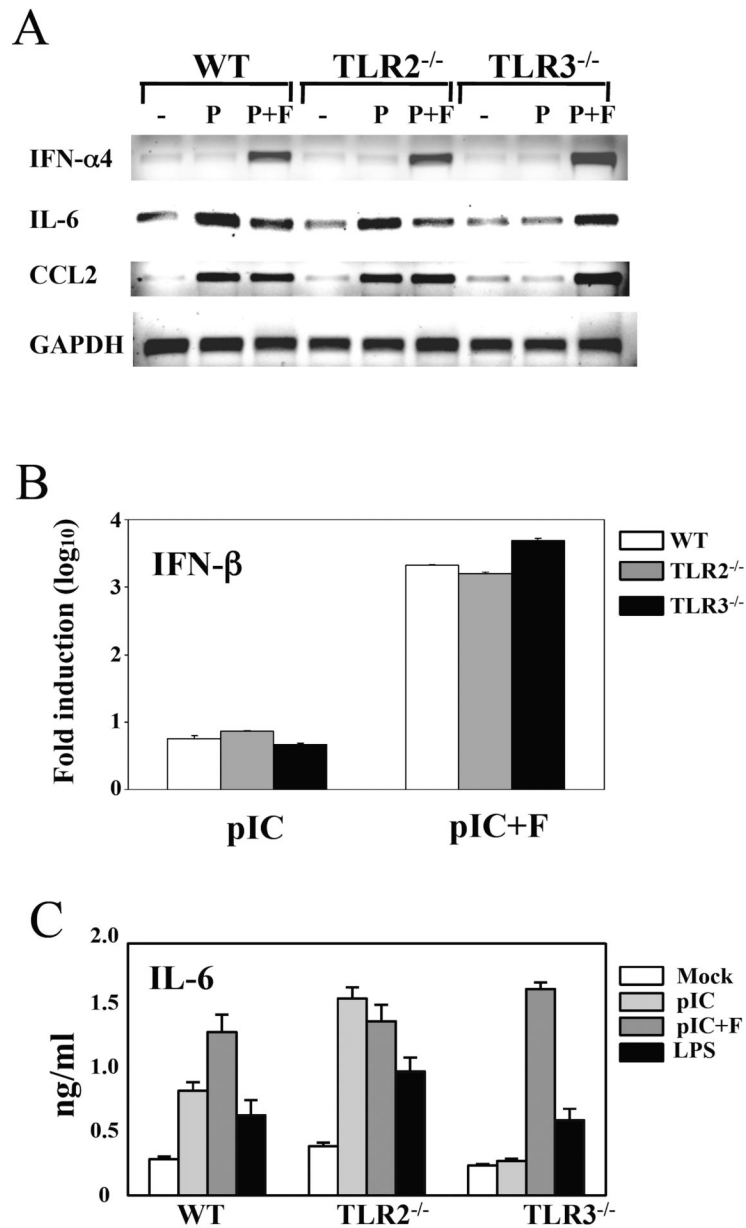 A
WT TLR2-/- TLR3-/-
- P P+F - P P+F - P P+F
IFN-α4
IL-6
CCL2
GAPDH
B
Fold induction (log10)
4
3
2
1
0
IFN-β
WT
TLR2-/-
TLR3-/-
pIC pIC+F
C
ng/ml
2.0
1.5
1.0
0.5
0
IL-6
Mock
pIC
pIC+F
LPS
WT TLR2-/- TLR3-/-